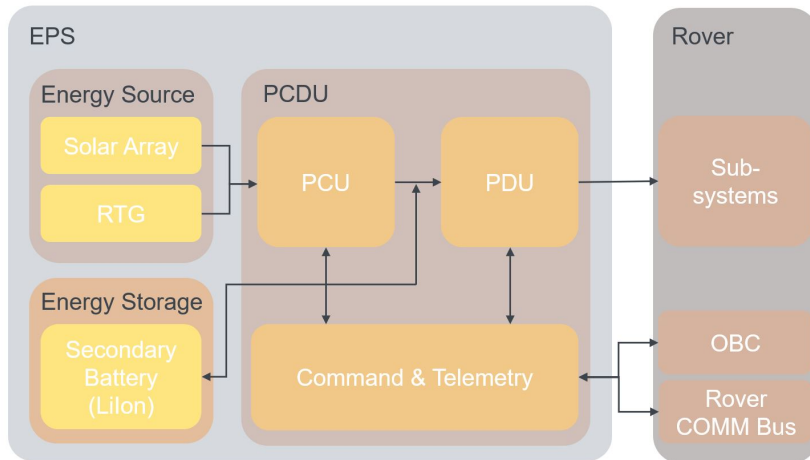 EPS
Energy Source
Solar Array
RTG
Energy Storage
Secondary
Battery
(LiIon)
PCDU
PCU
PDU
Command & Telemetry
Rover
Sub-
systems
OBC
Rover
COMM Bus